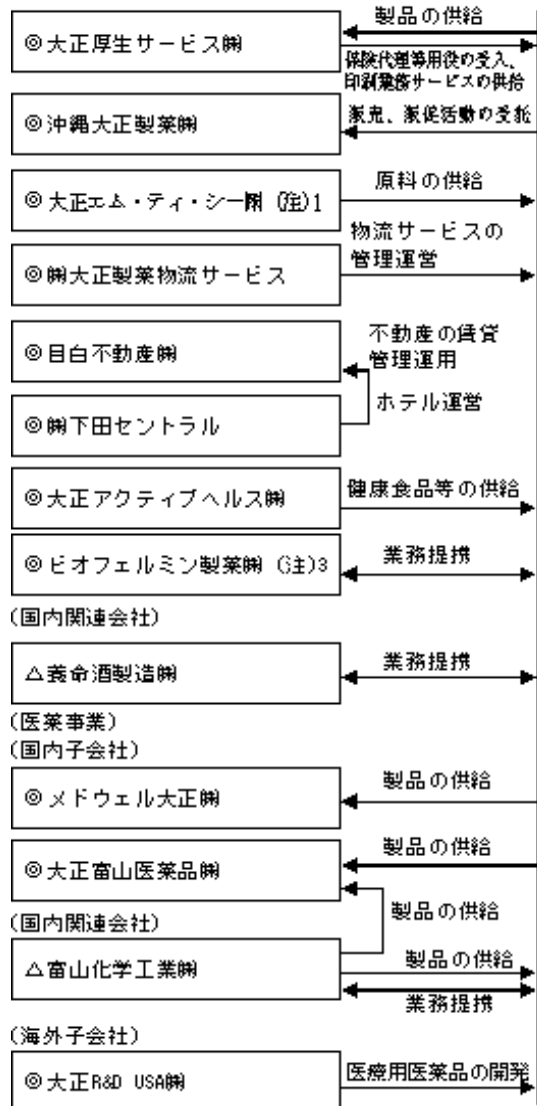 製品の供給
◎大正厚生サービス㈱
保険代理等用役の受入、
印刷業務サービスの供給
◎沖縄大正製薬㈱
販売、販促活動の受託
◎大正エム・ティ・シー㈱ (注)1
原料の供給
物流サービスの
管理運営
◎㈱大正製薬物流サービス
◎目白不動産㈱
不動産の賃貸
管理運用
◎㈱下田セントラル
ホテル運営
◎大正アクティブヘルス㈱
健康食品等の供給
◎ビオフェルミン製薬㈱ (注)3
業務提携
(国内関連会社)
△養命酒製造㈱
業務提携
(医薬事業)
(国内子会社)
◎メドウェル大正㈱
製品の供給
◎大正富山医薬品㈱
製品の供給
製品の供給
(国内関連会社)
△富山化学工業㈱
製品の供給
業務提携
(海外子会社)
◎大正R&D USA㈱
医療用医薬品の開発